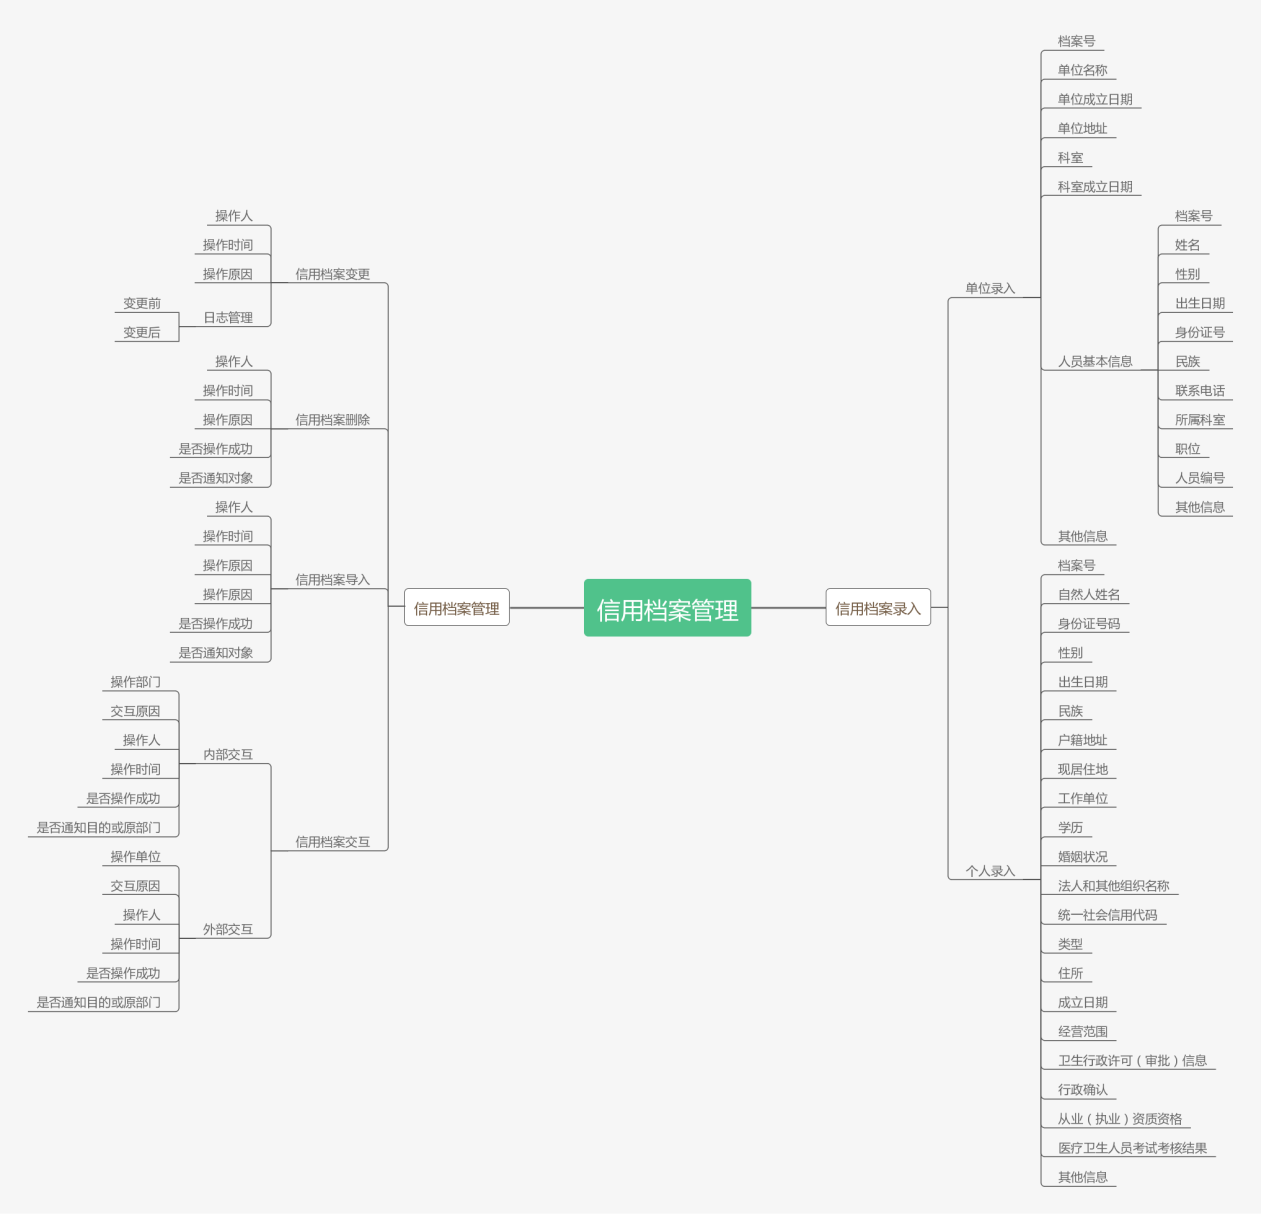 信用档案管理
信用档案录入
单位录入
档案号
单位名称
单位成立日期
单位地址
科室
科室成立日期
人员基本信息
档案号
姓名
性别
出生日期
身份证号
民族
联系电话
所属科室
职位
人员编号
其他信息
其他信息
个人录入
档案号
自然人姓名
身份证号码
性别
出生日期
民族
户籍地址
现居住地
工作单位
学历
婚姻状况
法人和其他组织名称
统一社会信用代码
类型
住所
成立日期
经营范围
卫生行政许可（审批）信息
行政确认
从业（执业）资质资格
医疗卫生人员考试考核结果
其他信息
信用档案管理
信用档案变更
操作人
操作时间
操作原因
日志管理
变更前
变更后
信用档案删除
操作人
操作时间
操作原因
是否操作成功
是否通知对象
信用档案导入
操作人
操作时间
操作原因
操作原因
是否操作成功
是否通知对象
信用档案交互
内部交互
操作部门
交互原因
操作人
操作时间
是否操作成功
是否通知目的或原部门
外部交互
操作单位
交互原因
操作人
操作时间
是否操作成功
是否通知目的或原部门